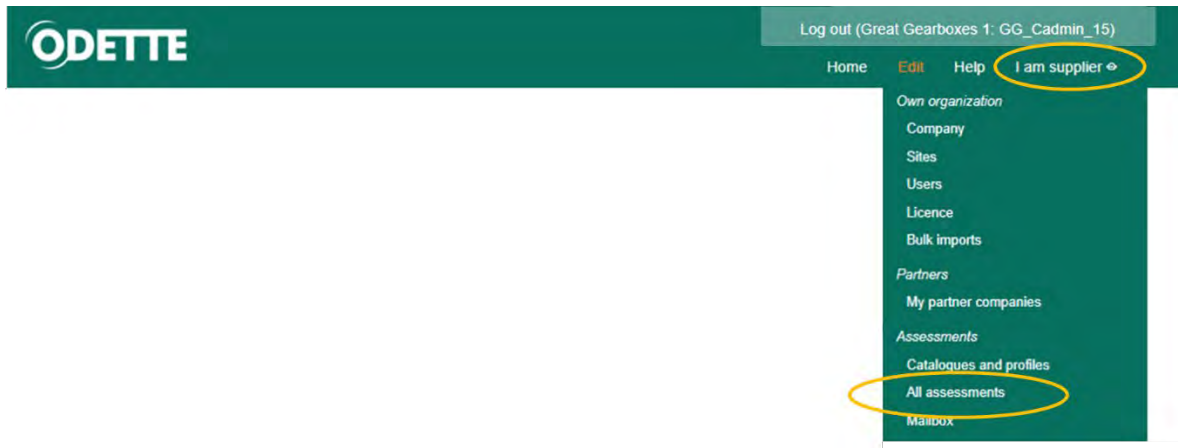 ODETTE
Log out (Great Gearboxes 1: GG_Cadmin_15)
Home Edit Help I am supplier
Own organization
Company
Sites
Users
Licence
Bulk imports
Partners
My partner companies
Assessments
Catalogues and profiles
All assessments
Mailbox